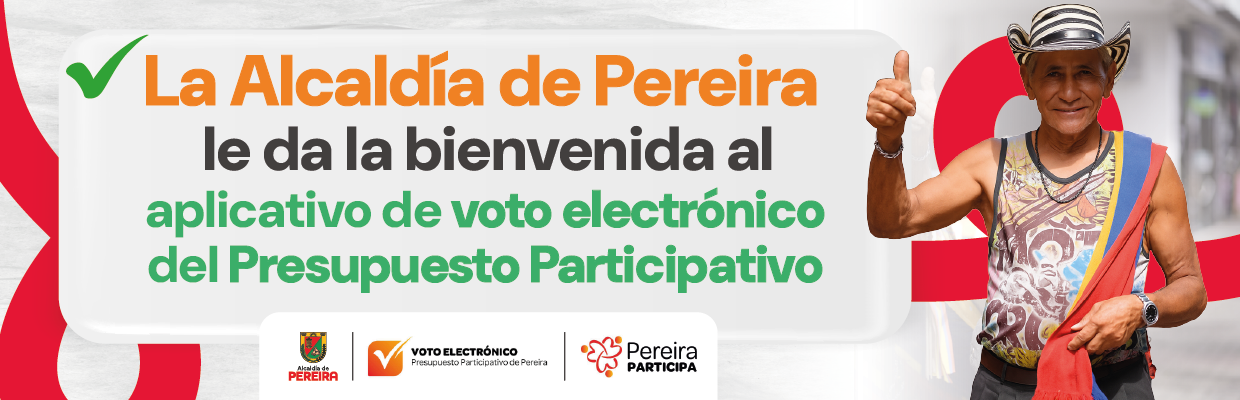 La Alcaldía de Pereira
le da la bienvenida al
aplicativo de voto electrónico
del Presupuesto Participativo
Alcaldía de
PEREIRA
VOTO ELECTRÓNICO
Presupuesto Participativo de Pereira
Pereira
PARTICIPA